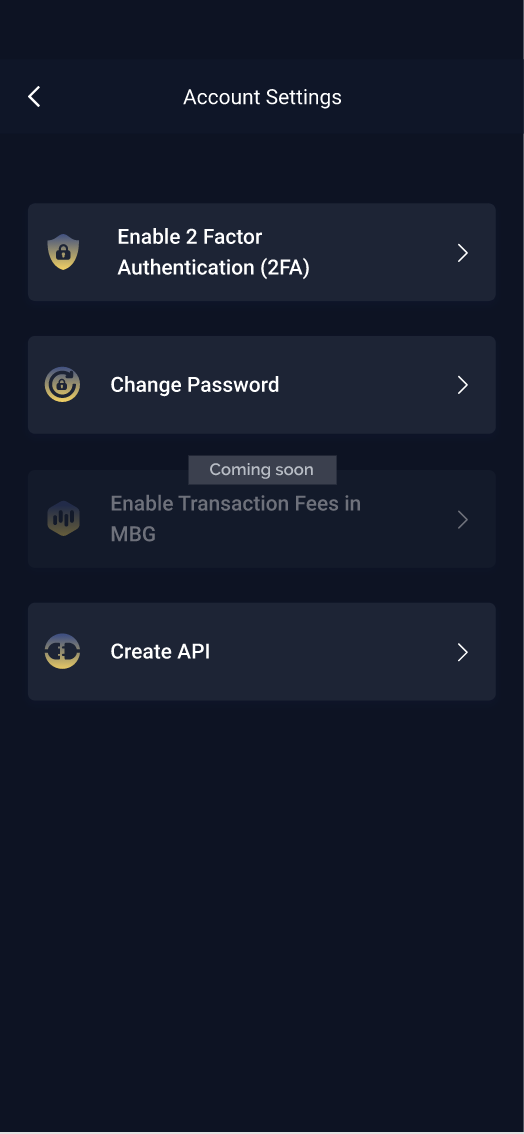 Account Settings
Enable 2 Factor
Authentication (2FA)
Change Password
Coming soon
Enable Transaction Fees in
MBG
Create API